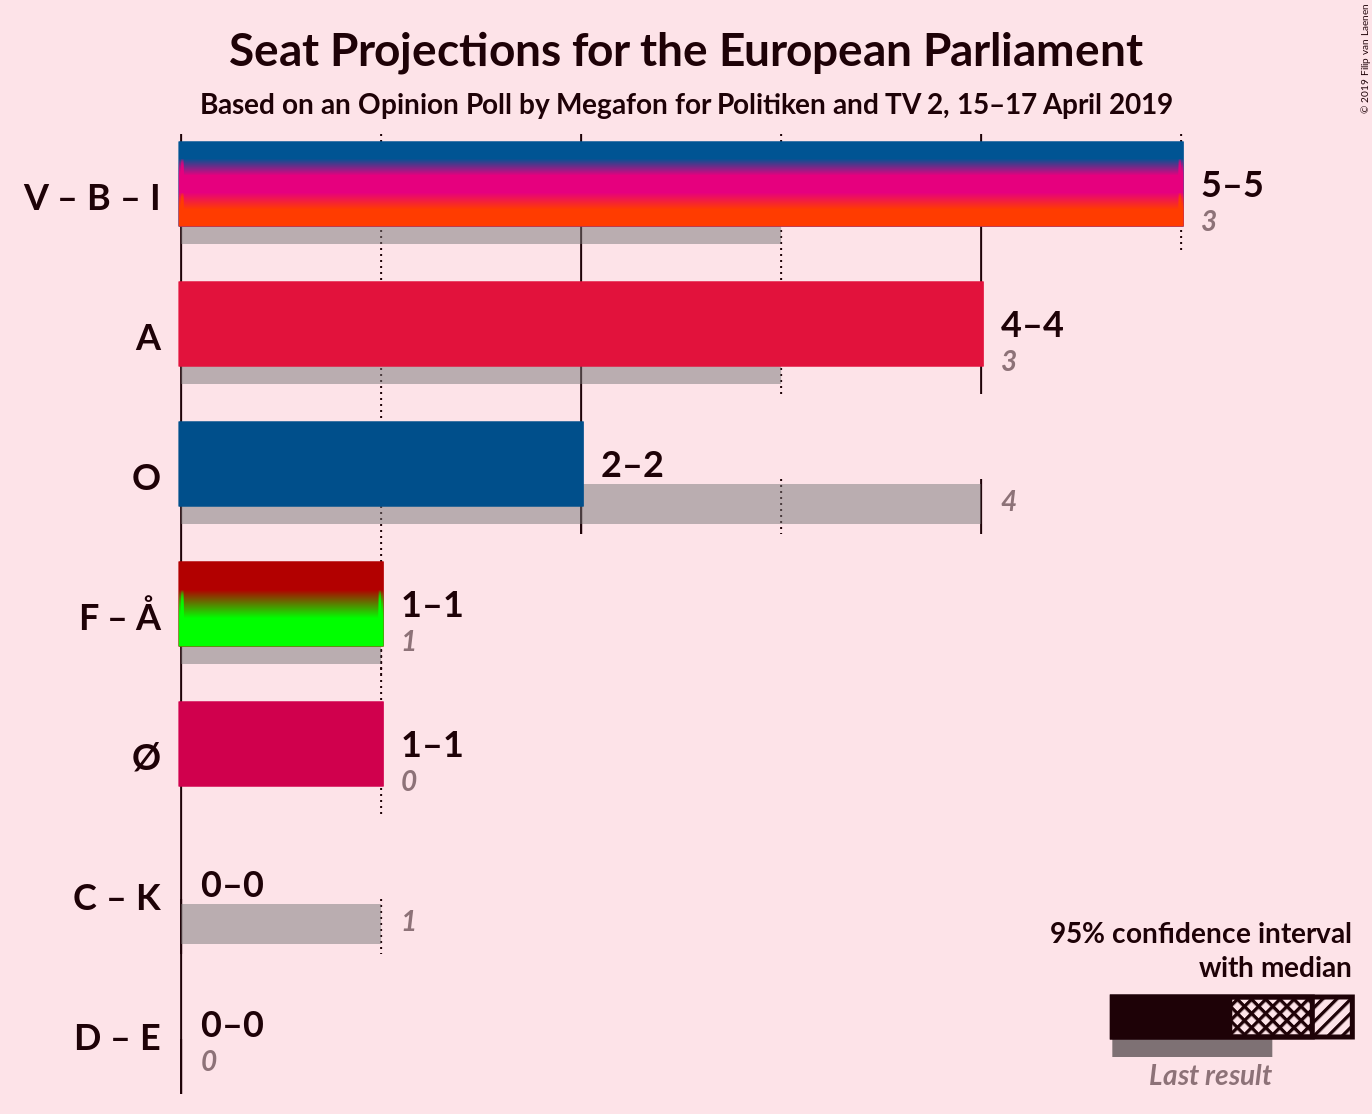 Seat Projections for the European Parliament
Based on an Opinion Poll by Megafon for Politiken and TV 2, 15–17 April 2019
© 2019 Filip van Laenen
V – B – I
5–5
3
A
4–4
3
O
2–2
4
F – Å
1–1
1
Ø
1–1
0
C – K
0–0
1
D – E
0–0
0
95% confidence interval
with median
Last result